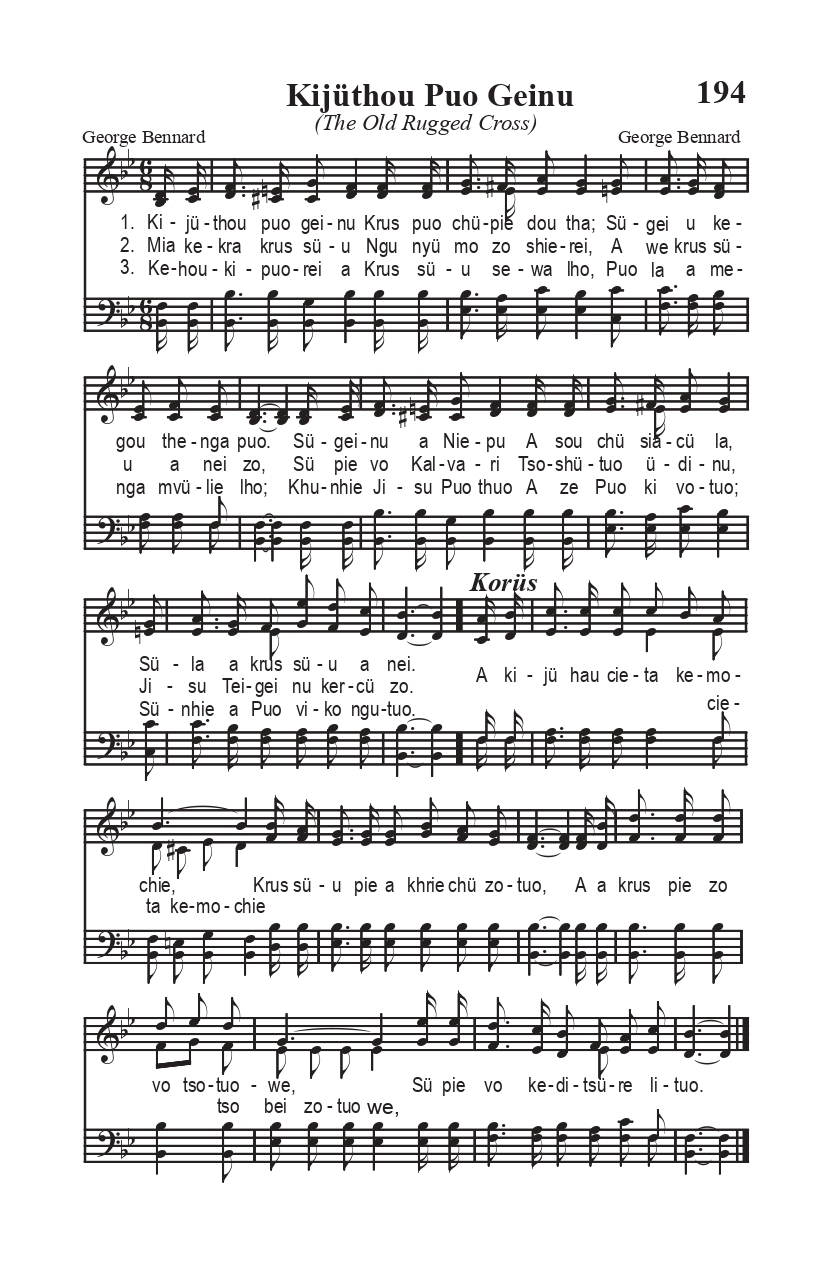 194
Kijüthou Puo Geinu
(The Old Rugged Cross)
George Bennard George Bennard
1. Ki - jü - thou puo gei - nu Krus puo chü - pie dou tha; Sü - gei u ke -
2. Mia ke - kra krus sü - u Ngu nyü mo zo shie - rei, A we krus sü -
3. Ke - hou - ki - puo - rei a Krus sü - u se - wa lho, Puo la a me -
gou the - nga puo. Sü - gei - nu a Nie - pu A sou chü sia - cü la,
u a nei zo, Sü pie vo Kal - va - ri Tso - shü - tuo ü - di - nu,
nga mvü - lie lho; Khu - nhie Ji - su Puo thuo A ze Puo ki vo - tuo;
Korüs
Sü - la a krus sü - u a nei.
Ji - su Tei - gei nu ker - cü zo.
Sü - nhie a Puo vi - ko ngu - tuo.
A ki - jü hau cie - ta ke - mo -
cie -
chie, Krus sü - u pie a khrie chü zo - tuo, A a krus pie zo
ta ke - mo - chie
vo tso - tuo - we, Sü pie vo ke - di - tsü - re li - tuo.
tso bei zo - tuo we,